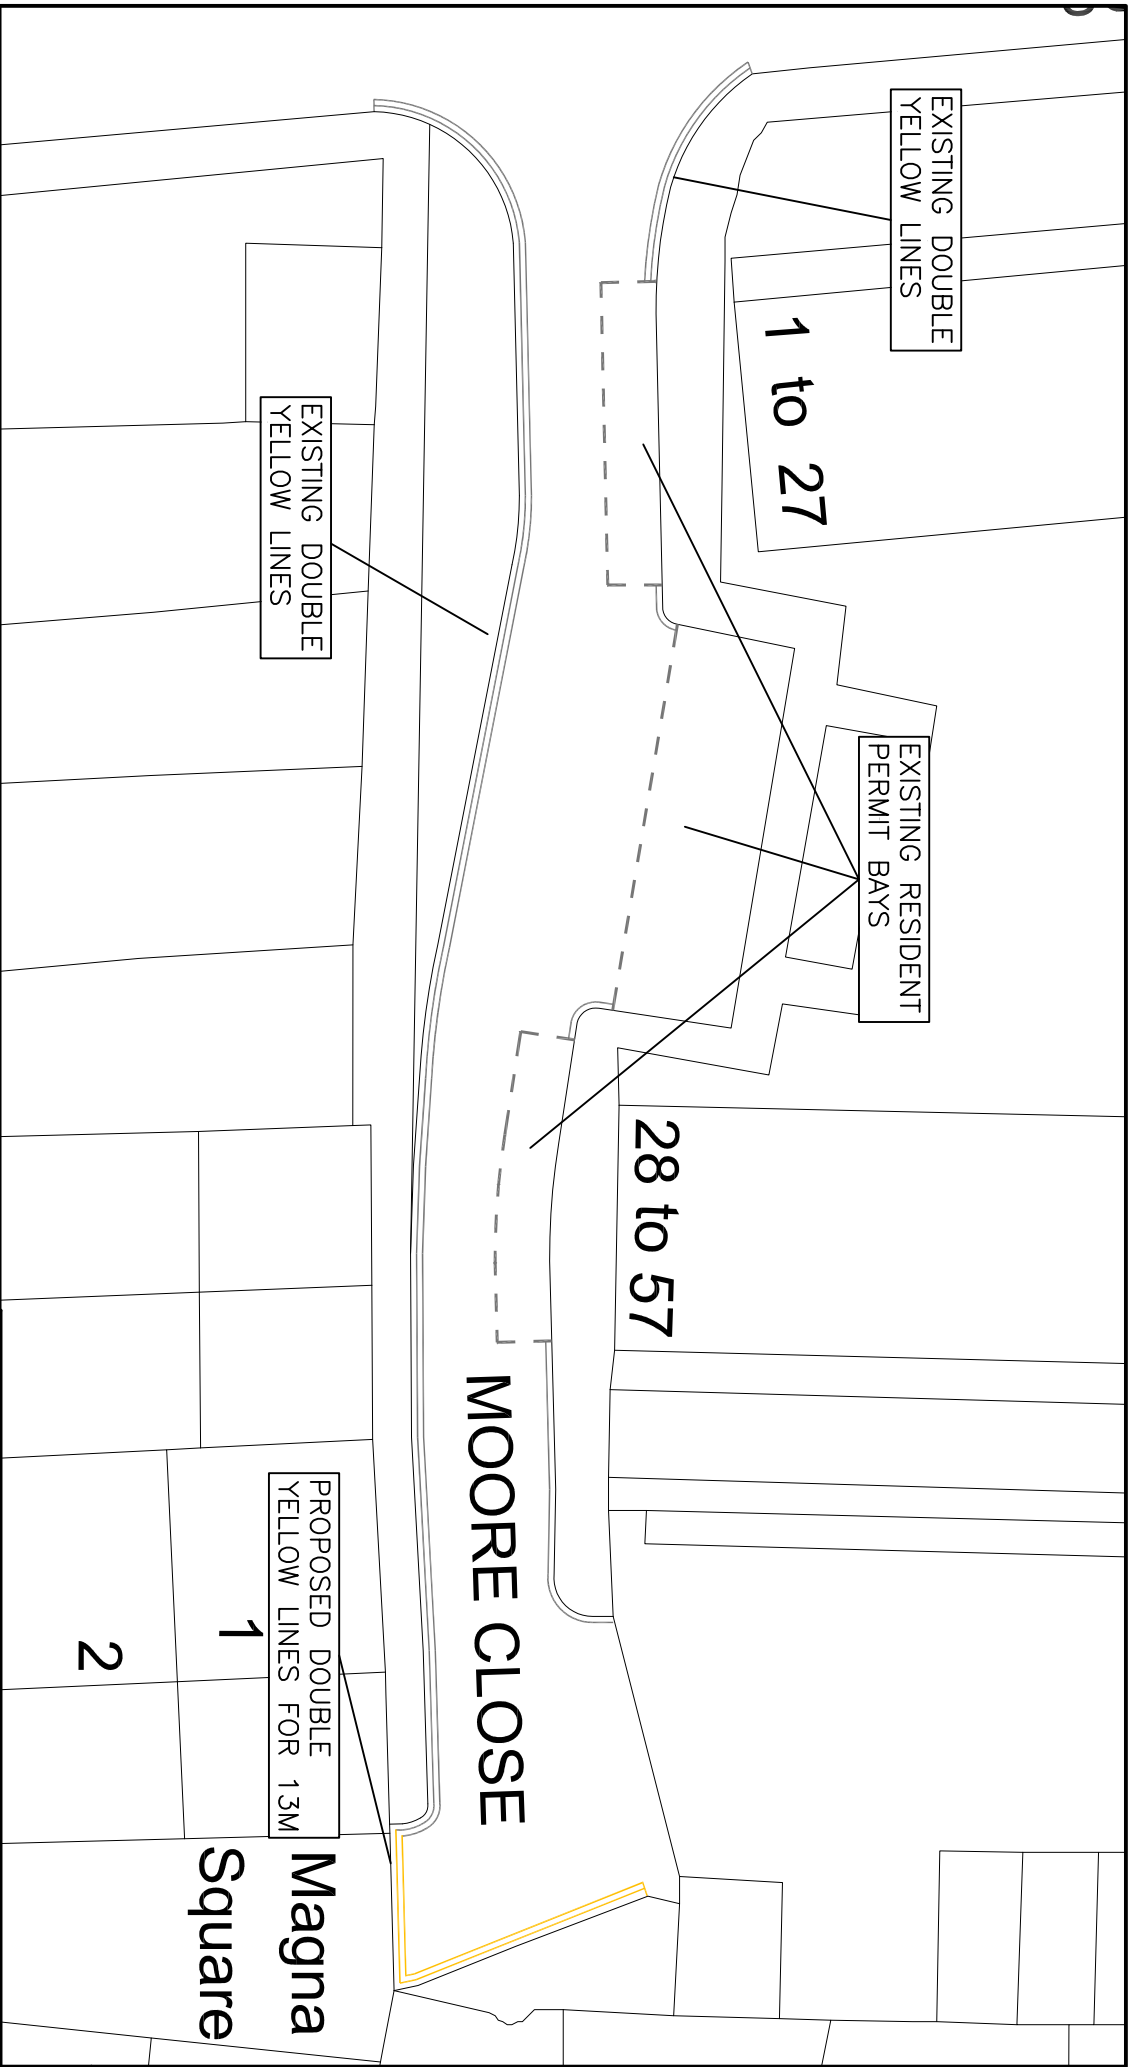 EXISTING DOUBLE
YELLOW LINES
1 to 27
EXISTING RESIDENT
PERMIT BAYS
28 to 57
EXISTING DOUBLE
YELLOW LINES
MOORE CLOSE
PROPOSED DOUBLE
YELLOW LINES FOR 13M
1
2
Magna
Square